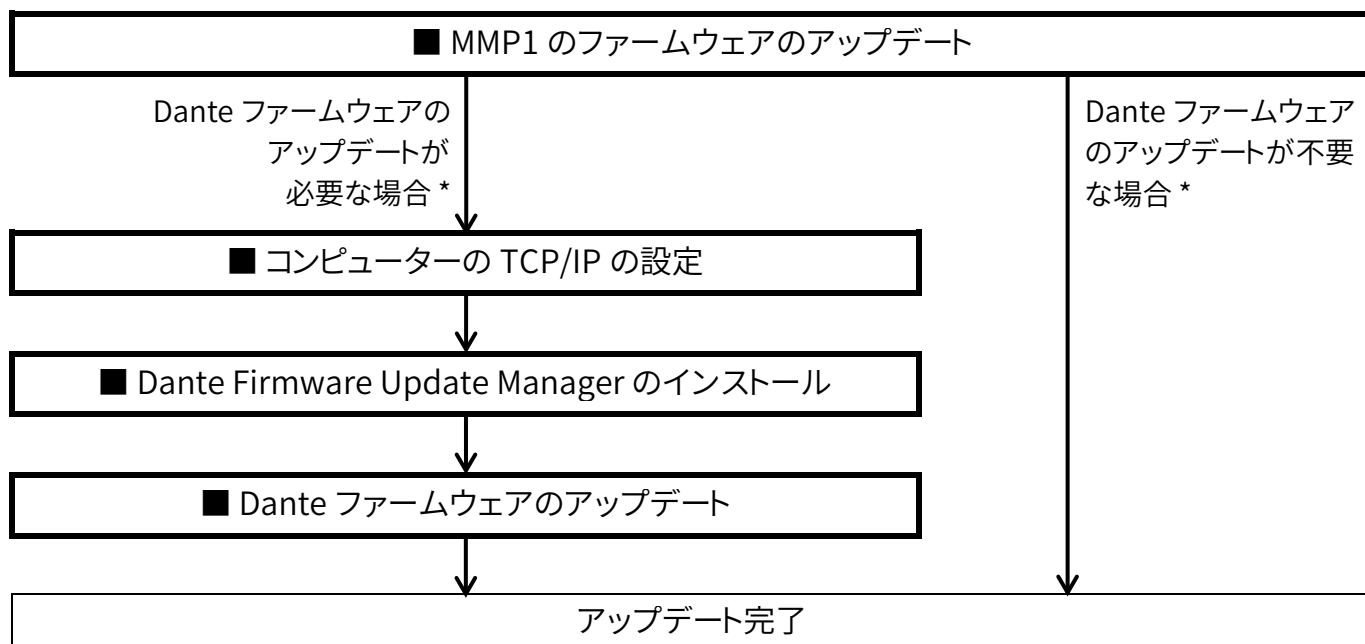 ■ MMP1 のファームウェアのアップデート
Dante ファームウェアの
アップデートが
必要な場合 *
Dante ファームウェア
のアップデートが不要
な場合 *
■ コンピューターの TCP/IP の設定
■ Dante Firmware Update Manager のインストール
■ Dante ファームウェアのアップデート
アップデート完了